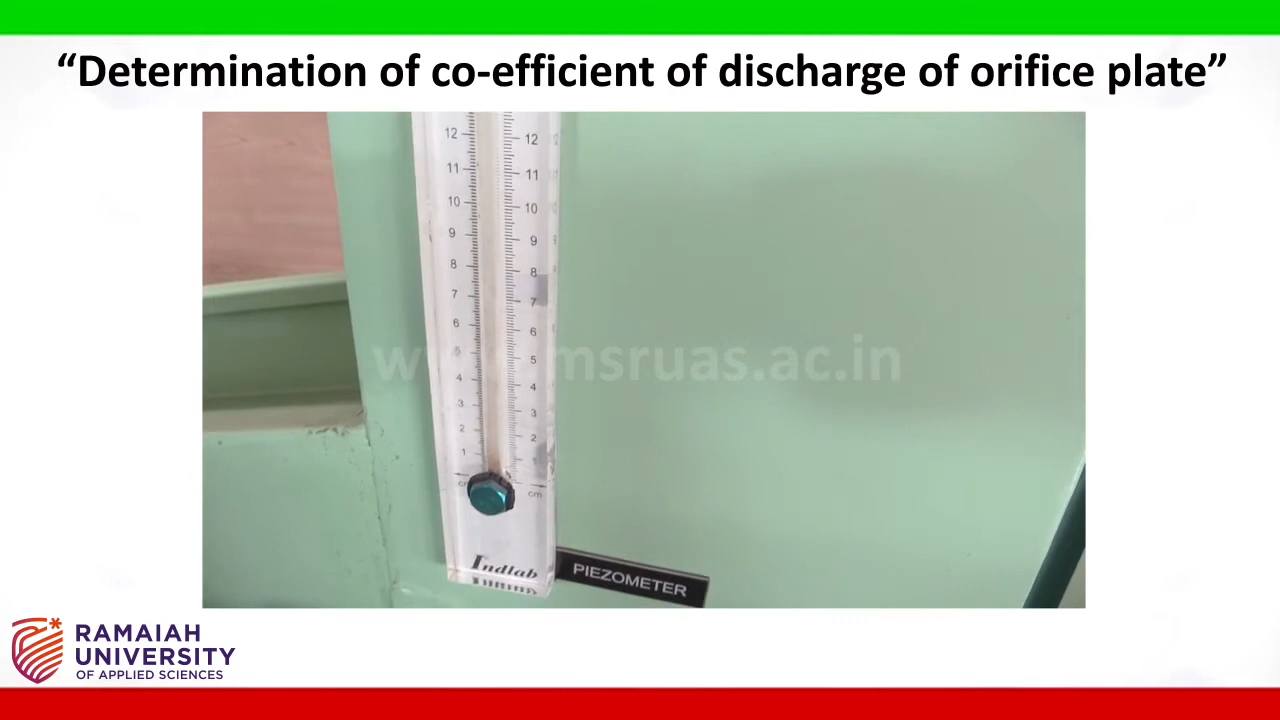 “Determination of co-efficient of discharge of orifice plate”
12 12
11 11
10 10
9 9
8 8
7 7
6 6
5 5
4 4
3 3
2 2
1 1
cm
Indlab
PIEZOMETER
RAMAIAH
UNIVERSITY
OF APPLIED SCIENCES